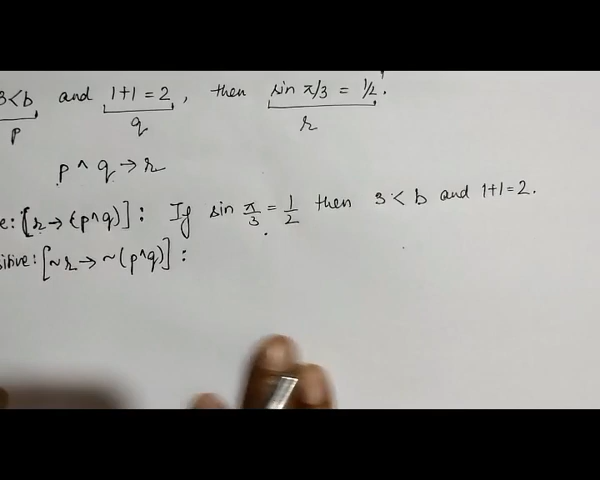 3<b and 1+1=2, then sin π/3 = 1/2.
p q r
p ^ q → r
e: [r → (p^q)] : If sin π/3 = 1/2 then 3 < b and 1+1=2.
sitive: [~r → ~(p^q)] :